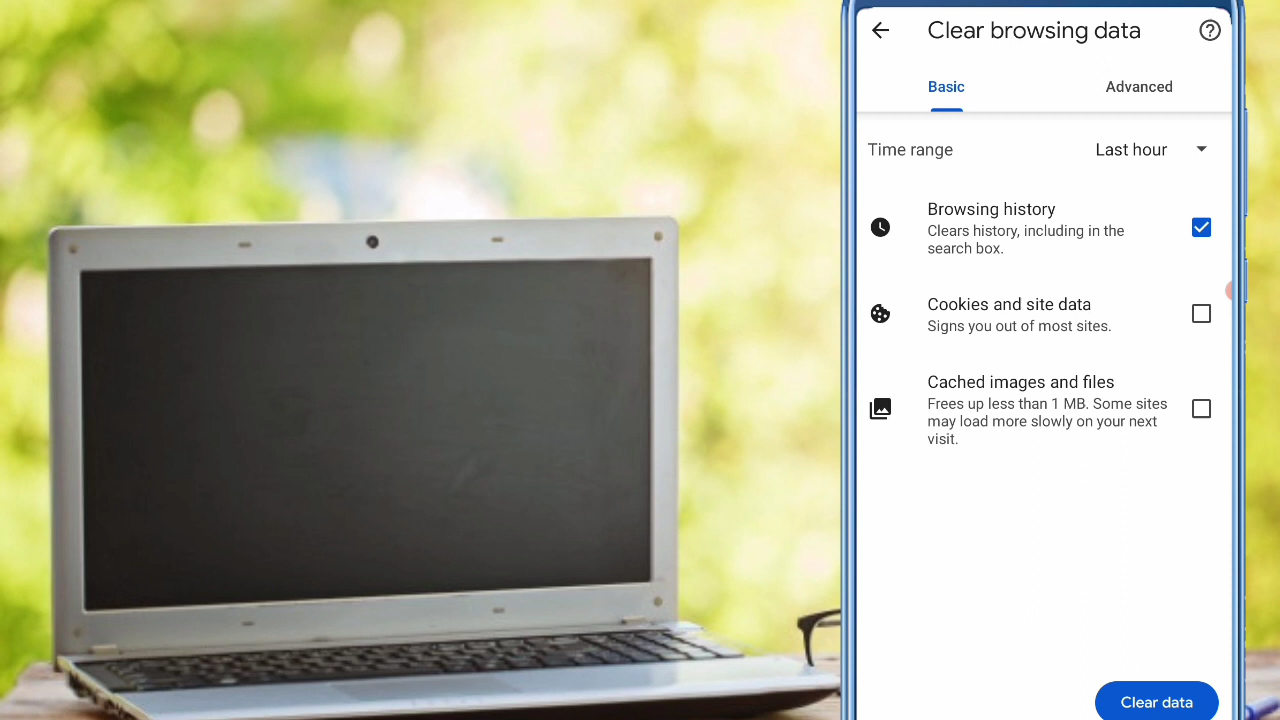 Clear browsing data
Basic
Advanced
Time range
Last hour
Browsing history
Clears history, including in the
search box.
Cookies and site data
Signs you out of most sites.
Cached images and files
Frees up less than 1 MB. Some sites
may load more slowly on your next
visit.
Clear data